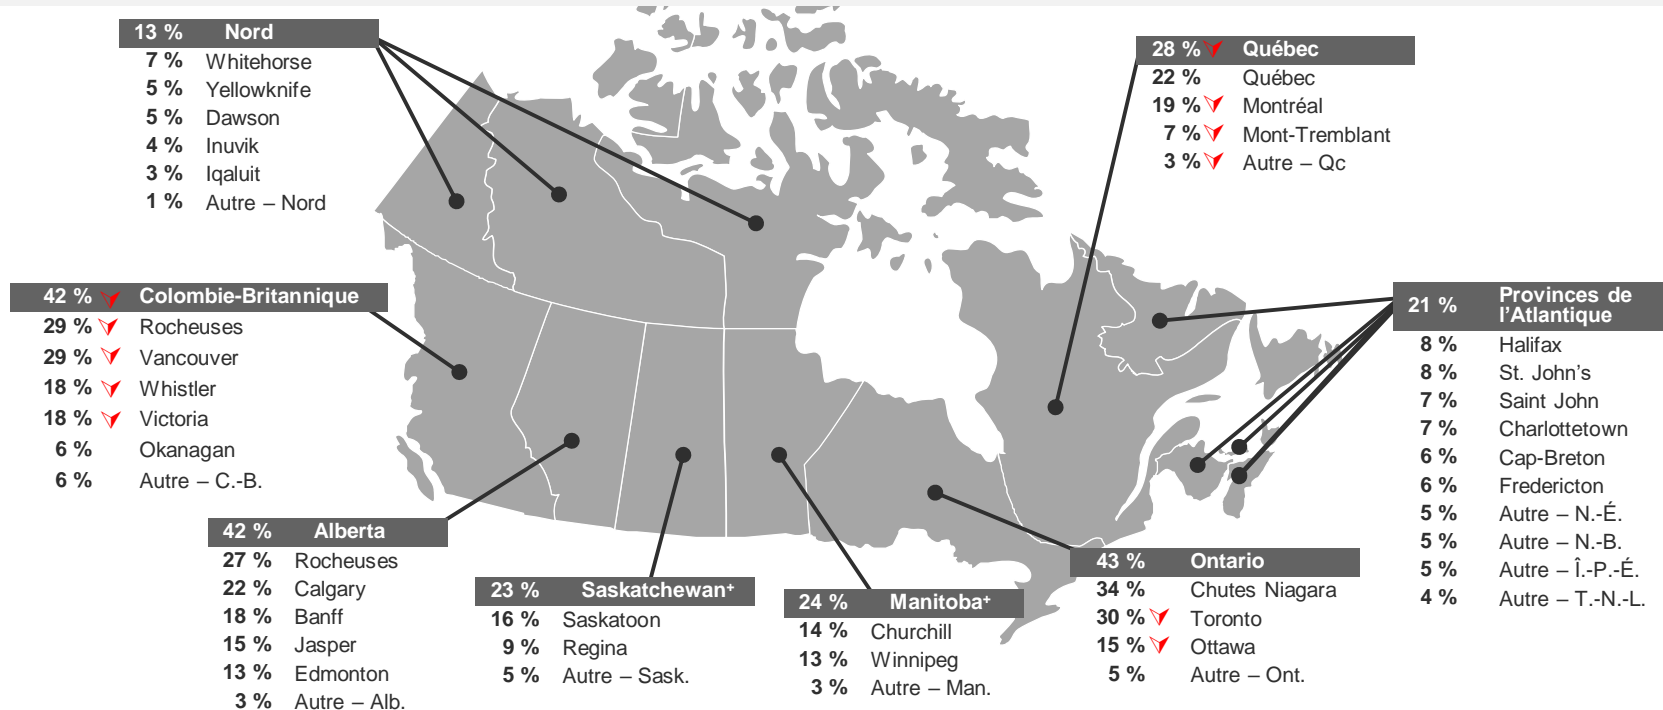 13 % Nord
7 % Whitehorse
5 % Yellowknife
5 % Dawson
4 % Inuvik
3 % Iqaluit
1 % Autre – Nord
28 % Québec
22 % Québec
19 % Montréal
7 % Mont-Tremblant
3 % Autre – Qc
42 % Colombie-Britannique
29 % Rocheuses
29 % Vancouver
18 % Whistler
18 % Victoria
6 % Okanagan
6 % Autre – C.-B.
21 % Provinces de
l’Atlantique
8 % Halifax
8 % St. John’s
7 % Saint John
7 % Charlottetown
6 % Cap-Breton
6 % Fredericton
5 % Autre – N.-É.
5 % Autre – N.-B.
5 % Autre – Î.-P.-É.
4 % Autre – T.-N.-L.
42 % Alberta
27 % Rocheuses
22 % Calgary
18 % Banff
15 % Jasper
13 % Edmonton
3 % Autre – Alb.
23 % Saskatchewan+
16 % Saskatoon
9 % Regina
5 % Autre – Sask.
24 % Manitoba+
14 % Churchill
13 % Winnipeg
3 % Autre – Man.
43 % Ontario
34 % Chutes Niagara
30 % Toronto
15 % Ottawa
5 % Autre – Ont.